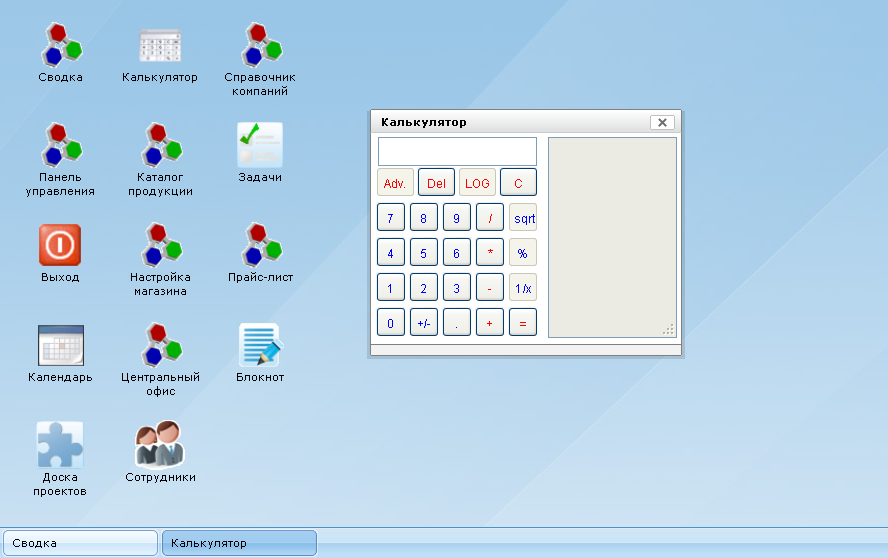 Сводка
Калькулятор
Справочник
компаний
Панель
управления
Каталог
продукции
Задачи
Выход
Настройка
магазина
Прайс-лист
Календарь
Центральный
офис
Блокнот
Доска
проектов
Сотрудники
Калькулятор
Adv. Del LOG C
7 8 9 / sqrt
4 5 6 * %
1 2 3 - 1/x
0 +/- . + =
Сводка Калькулятор